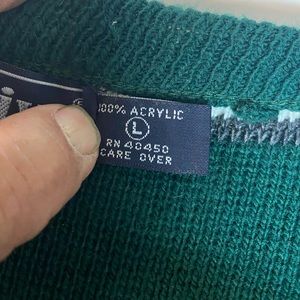 100% ACRYLIC
L
RN 40450
CARE OVER